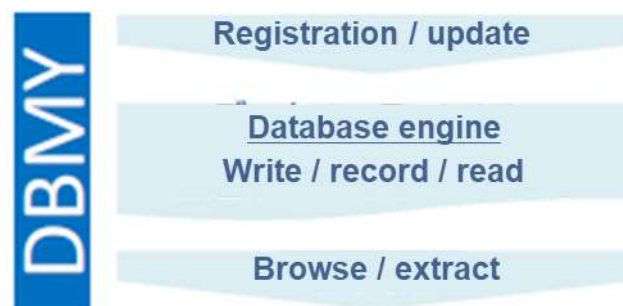 DBMY
Registration / update
Database engine
Write / record / read
Browse / extract